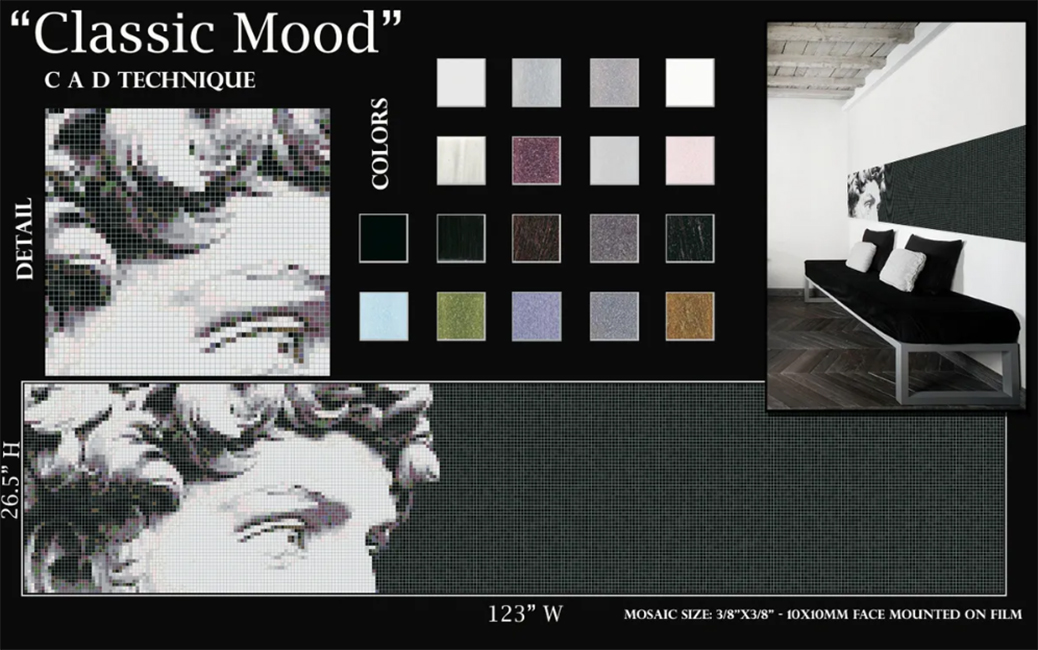 “Classic Mood”
C A D TECHNIQUE
DETAIL
COLORS
26.5” H
123” W
MOSAIC SIZE: 3/8”X3/8” - 10X10MM FACE MOUNTED ON FILM